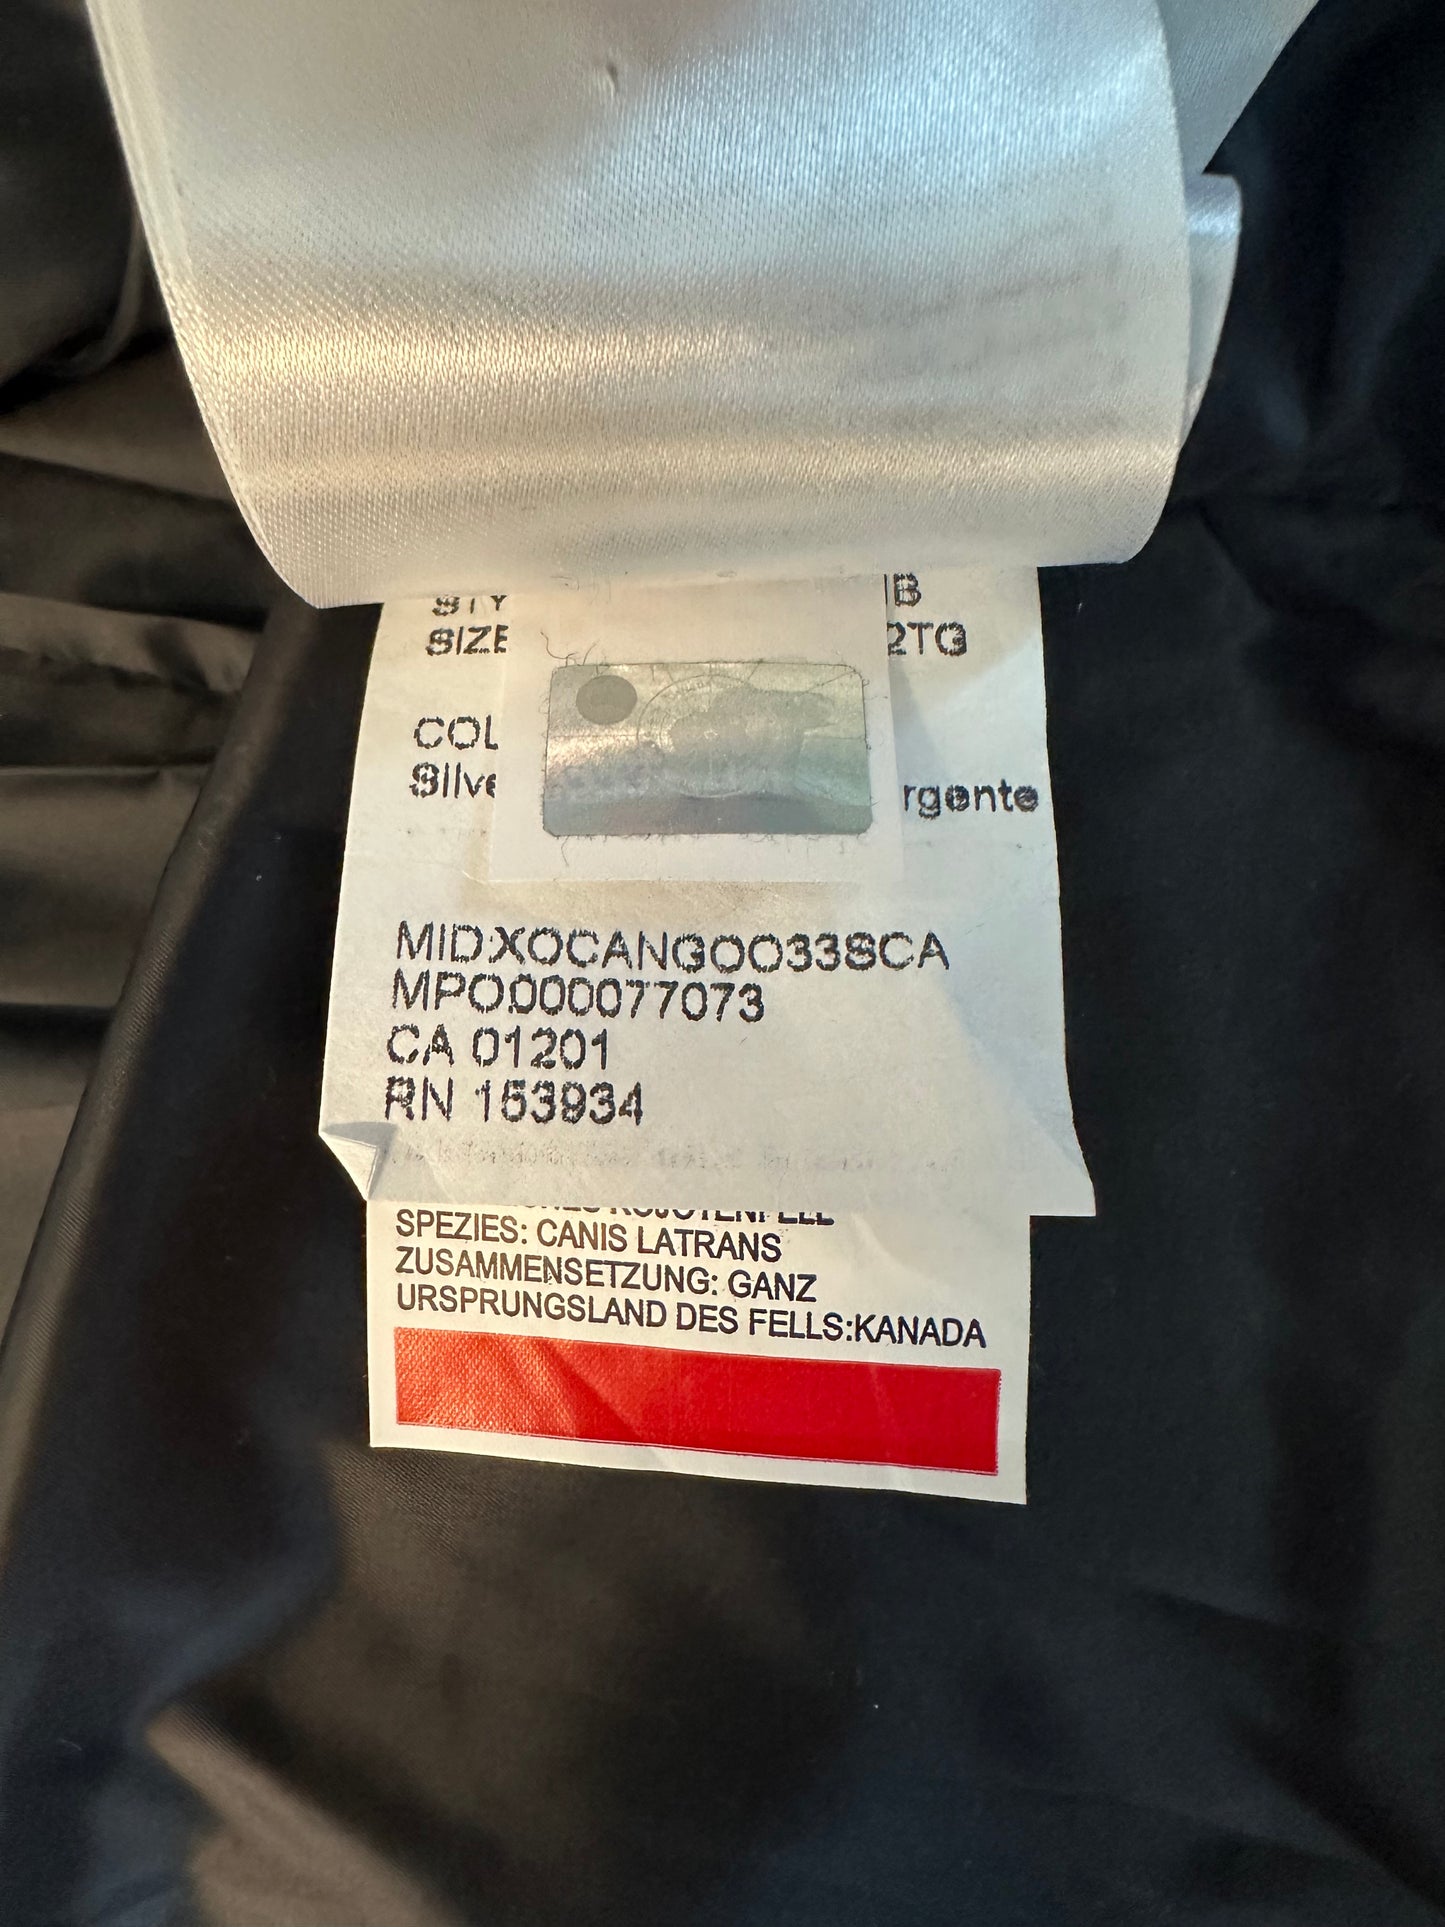 STY
IB
SIZE
2TG
COL
Silve
rgente
MID:XOCANGOO33SCA
MPO:000077073
CA 01201
RN 153934
SPEZIES: CANIS LATRANS
ZUSAMMENSETZUNG: GANZ
URSPRUNGSLAND DES FELLS:KANADA